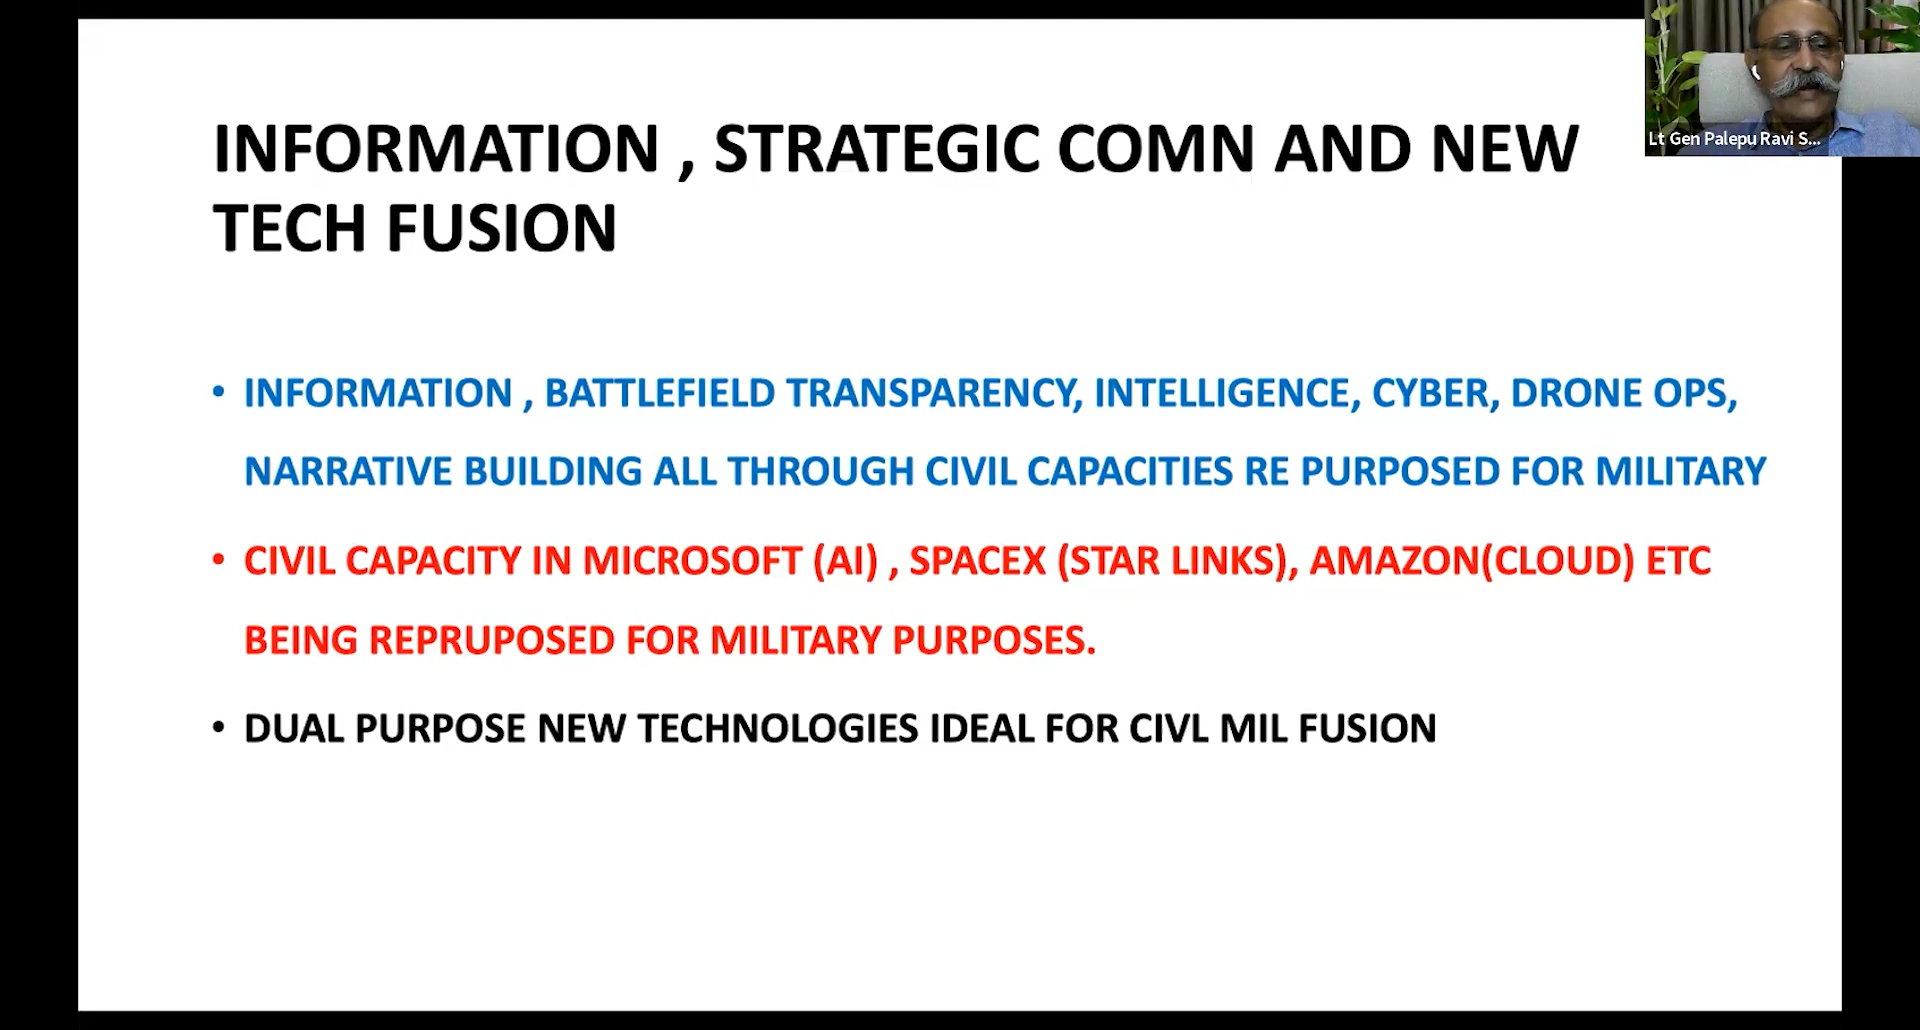 INFORMATION , STRATEGIC COMN AND NEW
TECH FUSION
Lt Gen Palepu Ravi S...
• INFORMATION , BATTLEFIELD TRANSPARENCY, INTELLIGENCE, CYBER, DRONE OPS,
NARRATIVE BUILDING ALL THROUGH CIVIL CAPACITIES RE PURPOSED FOR MILITARY
• CIVIL CAPACITY IN MICROSOFT (AI) , SPACEX (STAR LINKS), AMAZON(CLOUD) ETC
BEING REPRUPOSED FOR MILITARY PURPOSES.
• DUAL PURPOSE NEW TECHNOLOGIES IDEAL FOR CIVL MIL FUSION